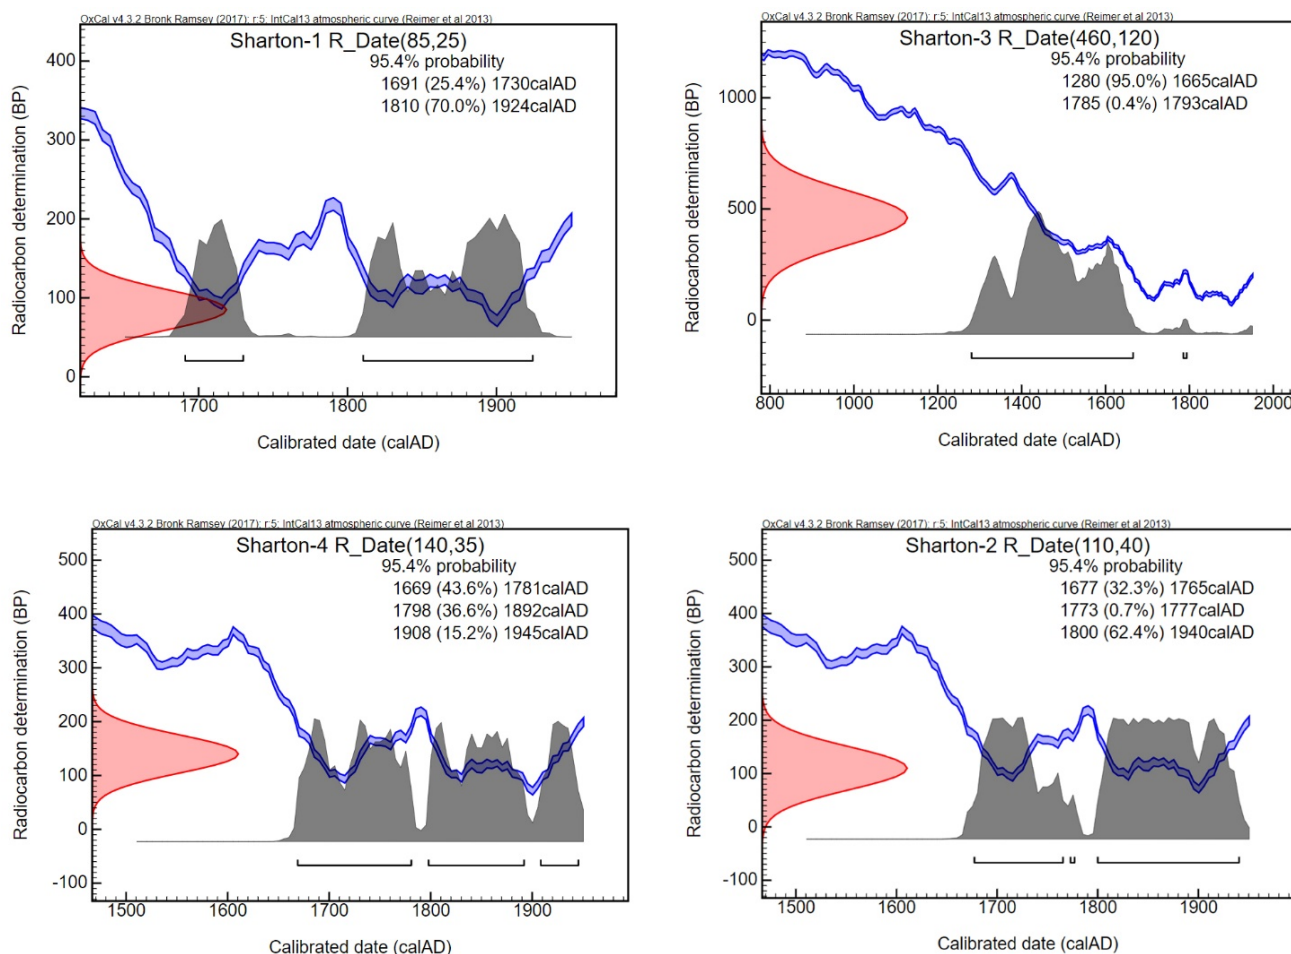 OxCal v4.3.2 Bronk Ramsey (2017); r:5; IntCal13 atmospheric curve (Reimer et al 2013)
Sharton-1 R_Date(85,25)
95.4% probability
1691 (25.4%) 1730calAD
1810 (70.0%) 1924calAD
Radiocarbon determination (BP)
400
300
200
100
0
1700 1800 1900
Calibrated date (calAD)
OxCal v4.3.2 Bronk Ramsey (2017); r:5; IntCal13 atmospheric curve (Reimer et al 2013)
Sharton-3 R_Date(460,120)
95.4% probability
1280 (95.0%) 1665calAD
1785 (0.4%) 1793calAD
Radiocarbon determination (BP)
1000
500
0
800 1000 1200 1400 1600 1800 2000
Calibrated date (calAD)
OxCal v4.3.2 Bronk Ramsey (2017); r:5; IntCal13 atmospheric curve (Reimer et al 2013)
Sharton-4 R_Date(140,35)
95.4% probability
1669 (43.6%) 1781calAD
1798 (36.6%) 1892calAD
1908 (15.2%) 1945calAD
Radiocarbon determination (BP)
500
400
300
200
100
0
-100
1500 1600 1700 1800 1900
Calibrated date (calAD)
OxCal v4.3.2 Bronk Ramsey (2017); r:5; IntCal13 atmospheric curve (Reimer et al 2013)
Sharton-2 R_Date(110,40)
95.4% probability
1677 (32.3%) 1765calAD
1773 (0.7%) 1777calAD
1800 (62.4%) 1940calAD
Radiocarbon determination (BP)
500
400
300
200
100
0
-100
1500 1600 1700 1800 1900
Calibrated date (calAD)